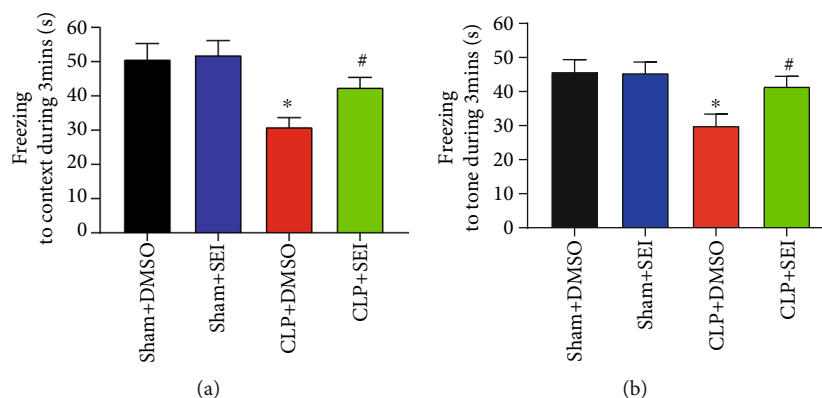 Freezing
to context during 3mins (s)
60
50
40
30
20
10
0
*
#
Sham+DMSO
Sham+SEI
CLP+DMSO
CLP+SEI
(a)
Freezing
to tone during 3mins (s)
60
50
40
30
20
10
0
*
#
Sham+DMSO
Sham+SEI
CLP+DMSO
CLP+SEI
(b)